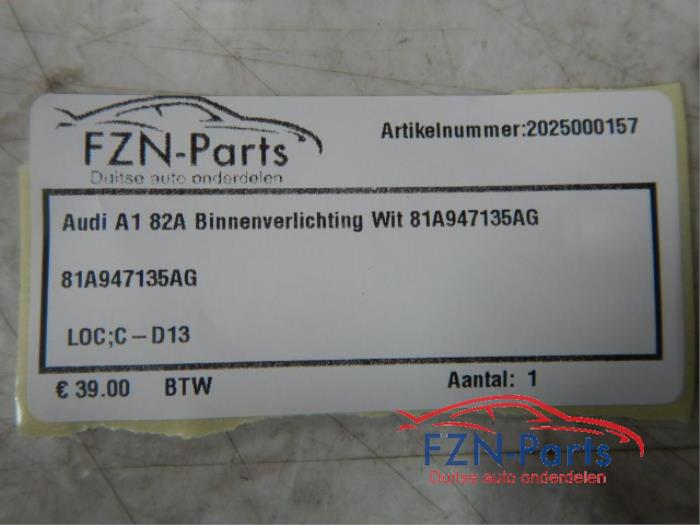 FZN-Parts
Duitse auto onderdelen
Artikelnummer:2025000157
Audi A1 82A Binnenverlichting Wit 81A947135AG
81A947135AG
LOC;C-D13
€ 39.00 BTW Aantal: 1
FZN-Parts
Duitse auto onderdelen